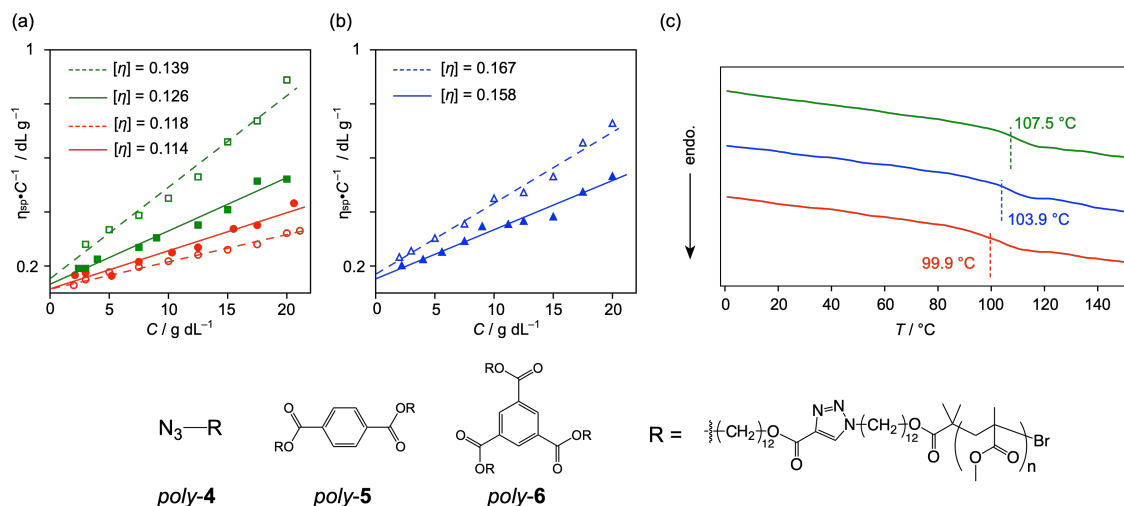 (a)
1
[η] = 0.139
[η] = 0.126
[η] = 0.118
[η] = 0.114
0.2
ηsp•C⁻¹ / dL g⁻¹
0 5 10 15 20
C / g dL⁻¹
(b)
1
[η] = 0.167
[η] = 0.158
0.2
ηsp•C⁻¹ / dL g⁻¹
0 5 10 15 20
C / g dL⁻¹
(c)
endo.
107.5 °C
103.9 °C
99.9 °C
0 20 40 60 80 100 120 140
T / °C
N₃—R
poly-4
RO
O
O
OR
poly-5
RO
O
O
OR
O
OR
poly-6
R =
(CH₂)₁₂
O
O
N
N
N
(CH₂)₁₂
O
O
O
O
n
Br